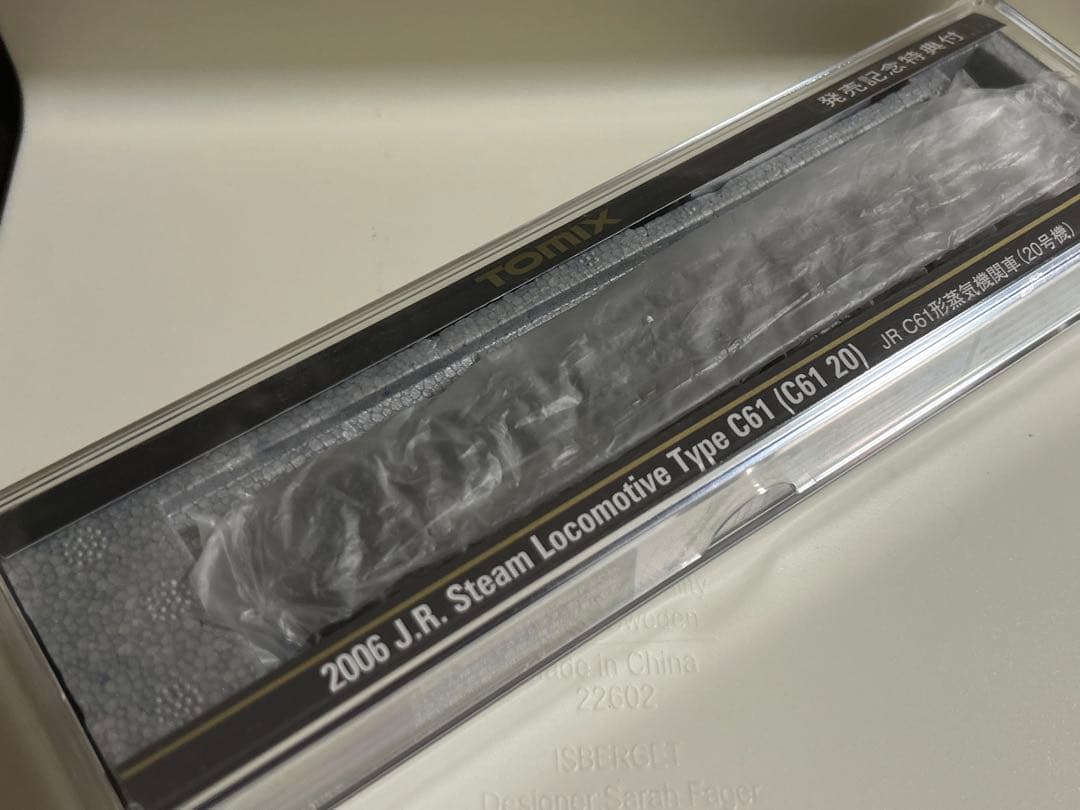 発売記念特典付
TOMIX
2006 J.R. Steam Locomotive Type C61 (C61 20)
JR C61形蒸気機関車(20号機)
Made in China
22602
ISBERGET
Designer:Sarah Fager